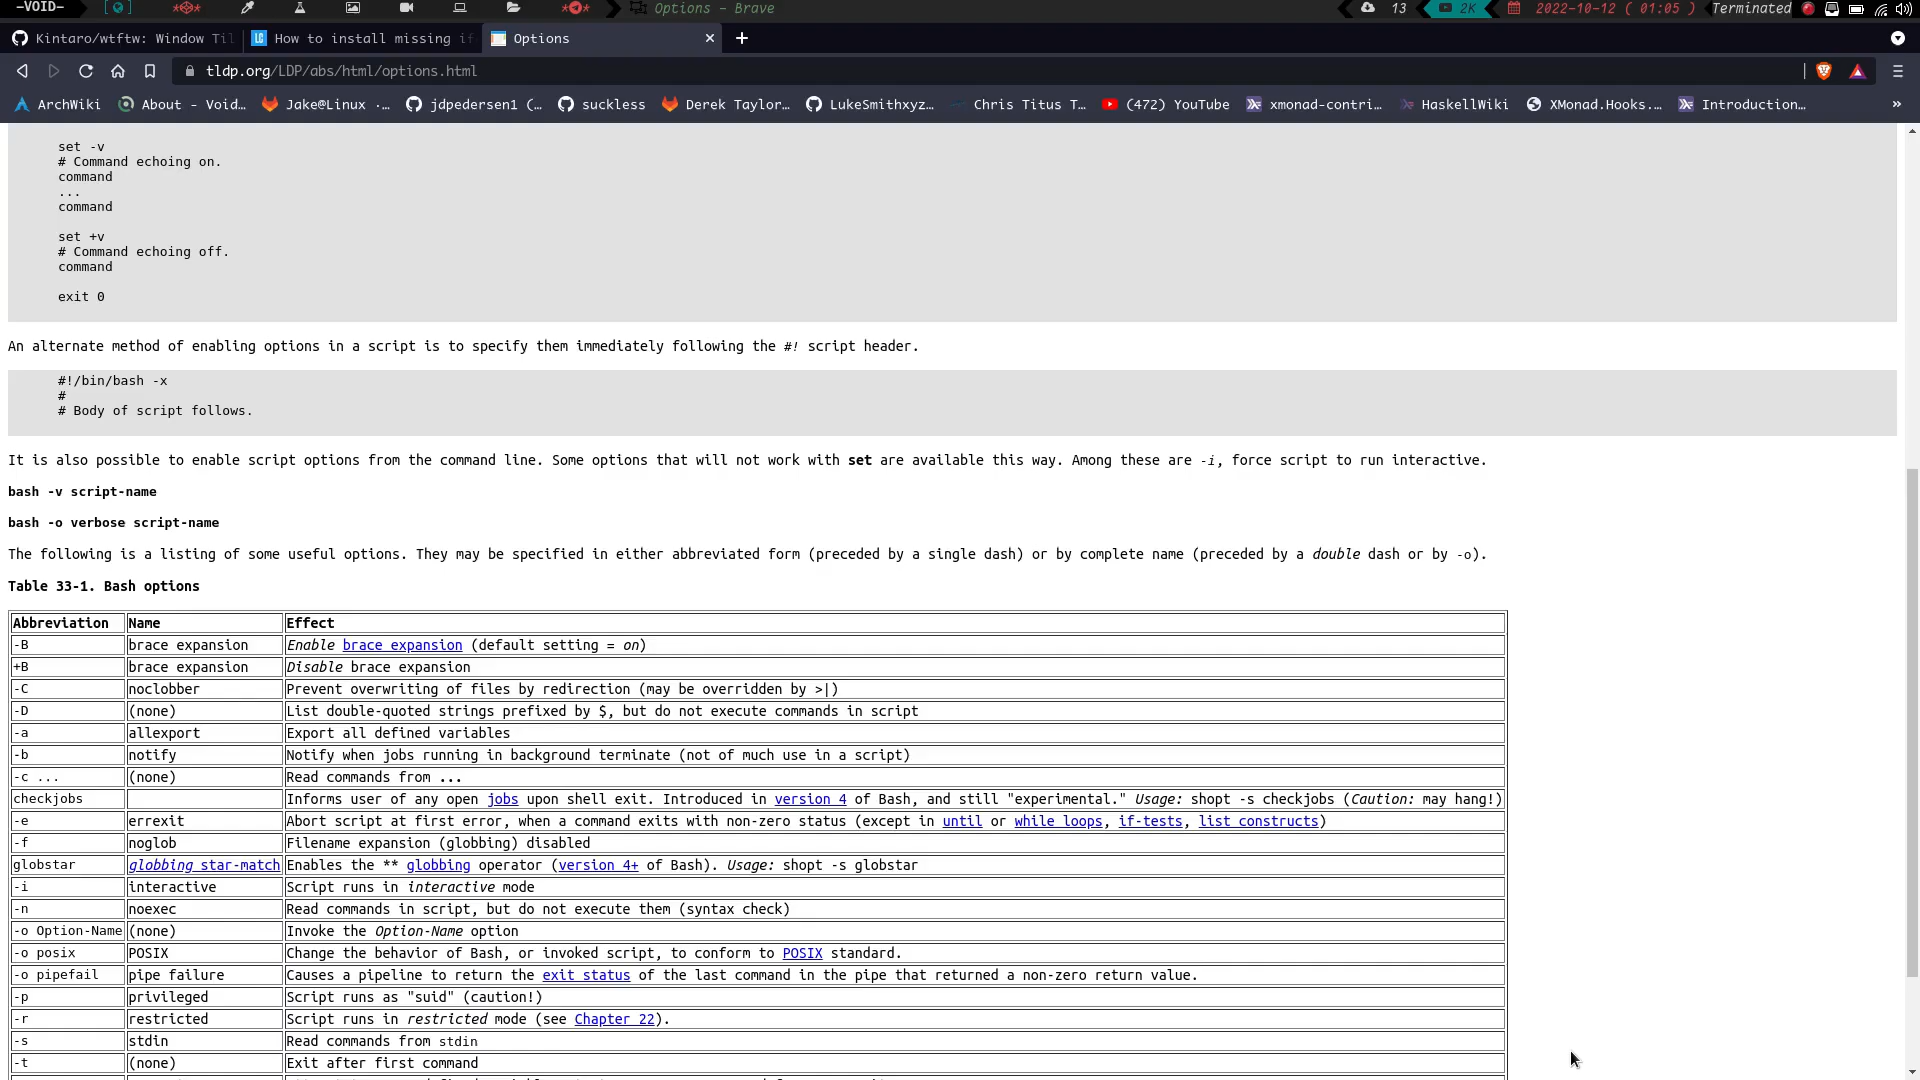 -VOID-
Options - Brave
13
2K
2022-10-12 ( 01:05 )
Terminated
Kintaro/wtftw: Window Til
How to install missing if
Options
tldp.org/LDP/abs/html/options.html
ArchWiki
About - Void…
Jake@Linux ·…
jdpedersen1 (…
suckless
Derek Taylor…
LukeSmithxyz…
Chris Titus T…
(472) YouTube
xmonad-contri…
HaskellWiki
XMonad.Hooks.…
Introduction…
»
set -v
# Command echoing on.
command
...
command
set +v
# Command echoing off.
command
exit 0
An alternate method of enabling options in a script is to specify them immediately following the #! script header.
#!/bin/bash -x
#
# Body of script follows.
It is also possible to enable script options from the command line. Some options that will not work with set are available this way. Among these are -i, force script to run interactive.
bash -v script-name
bash -o verbose script-name
The following is a listing of some useful options. They may be specified in either abbreviated form (preceded by a single dash) or by complete name (preceded by a double dash or by -o).
Table 33-1. Bash options
Abbreviation Name Effect
-B brace expansion Enable brace expansion (default setting = on)
+B brace expansion Disable brace expansion
-C noclobber Prevent overwriting of files by redirection (may be overridden by >|)
-D (none) List double-quoted strings prefixed by $, but do not execute commands in script
-a allexport Export all defined variables
-b notify Notify when jobs running in background terminate (not of much use in a script)
-c ... (none) Read commands from ...
checkjobs Informs user of any open jobs upon shell exit. Introduced in version 4 of Bash, and still "experimental." Usage: shopt -s checkjobs (Caution: may hang!)
-e errexit Abort script at first error, when a command exits with non-zero status (except in until or while loops, if-tests, list constructs)
-f noglob Filename expansion (globbing) disabled
globstar globbing star-match Enables the ** globbing operator (version 4+ of Bash). Usage: shopt -s globstar
-i interactive Script runs in interactive mode
-n noexec Read commands in script, but do not execute them (syntax check)
-o Option-Name (none) Invoke the Option-Name option
-o posix POSIX Change the behavior of Bash, or invoked script, to conform to POSIX standard.
-o pipefail pipe failure Causes a pipeline to return the exit status of the last command in the pipe that returned a non-zero return value.
-p privileged Script runs as "suid" (caution!)
-r restricted Script runs in restricted mode (see Chapter 22).
-s stdin Read commands from stdin
-t (none) Exit after first command